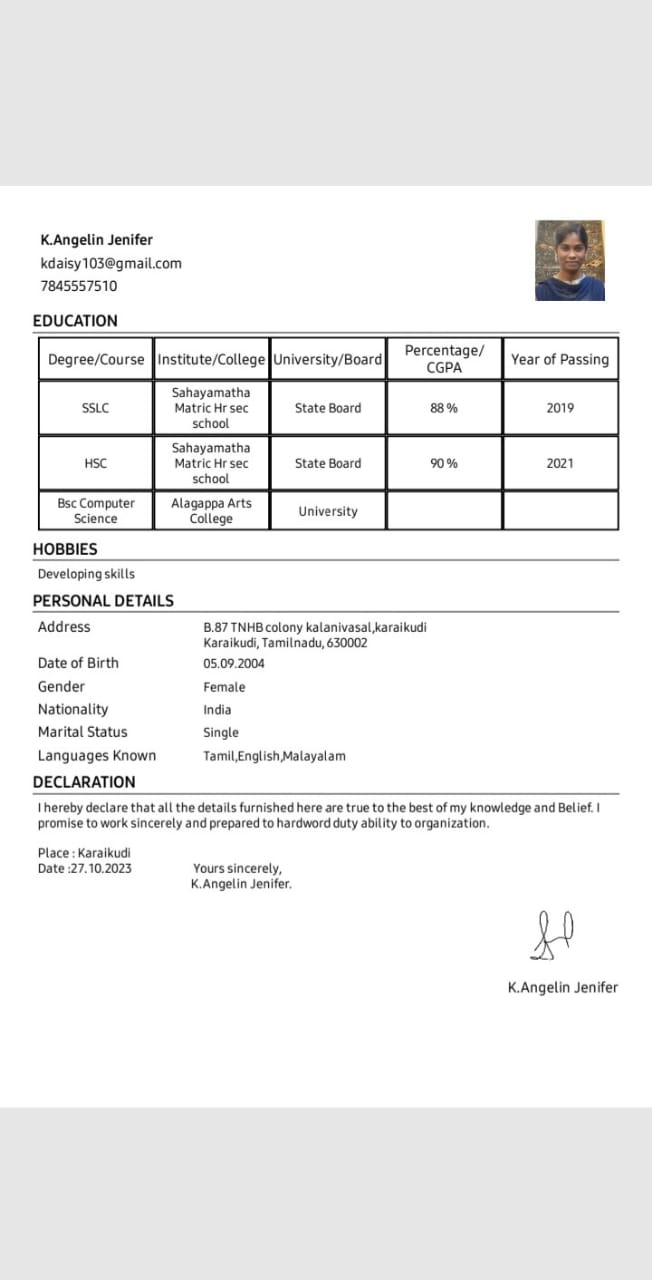 K.Angelin Jenifer
kdaisy103@gmail.com
7845557510
EDUCATION
Degree/Course Institute/College University/Board Percentage/ CGPA Year of Passing
SSLC Sahayamatha Matric Hr sec school State Board 88 % 2019
HSC Sahayamatha Matric Hr sec school State Board 90 % 2021
Bsc Computer Science Alagappa Arts College University
HOBBIES
Developing skills
PERSONAL DETAILS
Address B.87 TNHB colony kalanivasal,karaikudi
Karaikudi, Tamilnadu, 630002
Date of Birth 05.09.2004
Gender Female
Nationality India
Marital Status Single
Languages Known Tamil,English,Malayalam
DECLARATION
I hereby declare that all the details furnished here are true to the best of my knowledge and Belief. I
promise to work sincerely and prepared to hardword duty ability to organization.
Place : Karaikudi
Date :27.10.2023 Yours sincerely,
K.Angelin Jenifer.
K.Angelin Jenifer